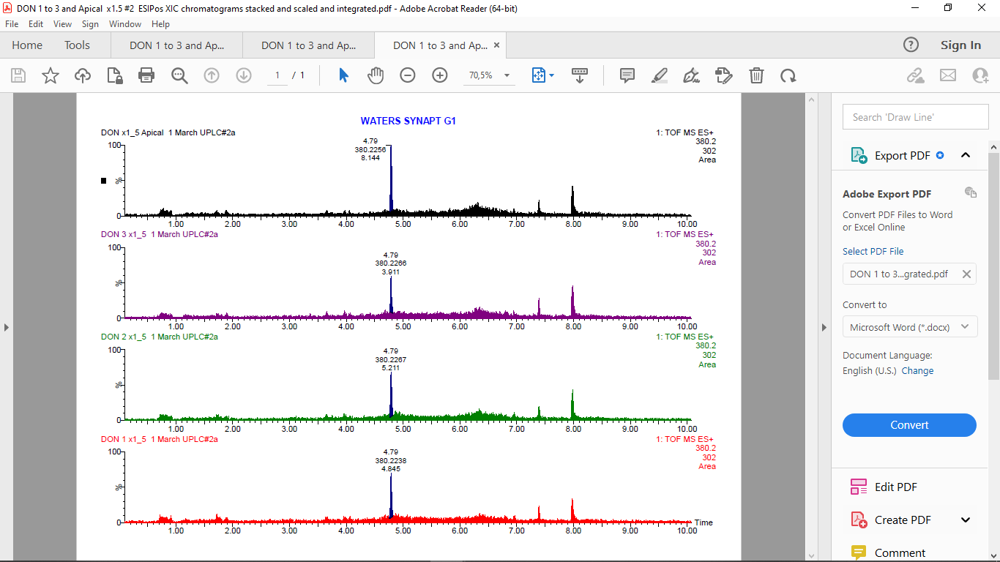 DON 1 to 3 and Apical x1.5 #2 ESIPos XIC chromatograms stacked and scaled and integrated.pdf - Adobe Acrobat Reader (64-bit)
File Edit View Sign Window Help
Home Tools DON 1 to 3 and Ap... DON 1 to 3 and Ap... DON 1 to 3 and Ap... × Sign In
1 / 1 70,5%
WATERS SYNAPT G1
DON x1_5 Apical 1 March UPLC#2a
1: TOF MS ES+
380.2
302
Area
4.79
380.2256
8.144
100
%
0
1.00 2.00 3.00 4.00 5.00 6.00 7.00 8.00 9.00 10.00
DON 3 x1_5 1 March UPLC#2a
1: TOF MS ES+
380.2
302
Area
4.79
380.2266
3.911
100
%
0
1.00 2.00 3.00 4.00 5.00 6.00 7.00 8.00 9.00 10.00
DON 2 x1_5 1 March UPLC#2a
1: TOF MS ES+
380.2
302
Area
4.79
380.2267
5.211
100
%
0
1.00 2.00 3.00 4.00 5.00 6.00 7.00 8.00 9.00 10.00
DON 1 x1_5 1 March UPLC#2a
1: TOF MS ES+
380.2
302
Area
4.79
380.2238
4.845
100
%
0
Time
1.00 2.00 3.00 4.00 5.00 6.00 7.00 8.00 9.00 10.00
Search 'Draw Line'
Export PDF
Adobe Export PDF
Convert PDF Files to Word
or Excel Online
Select PDF File
DON 1 to 3...grated.pdf
Convert to
Microsoft Word (*.docx)
Document Language:
English (U.S.) Change
Convert
Edit PDF
Create PDF
Comment